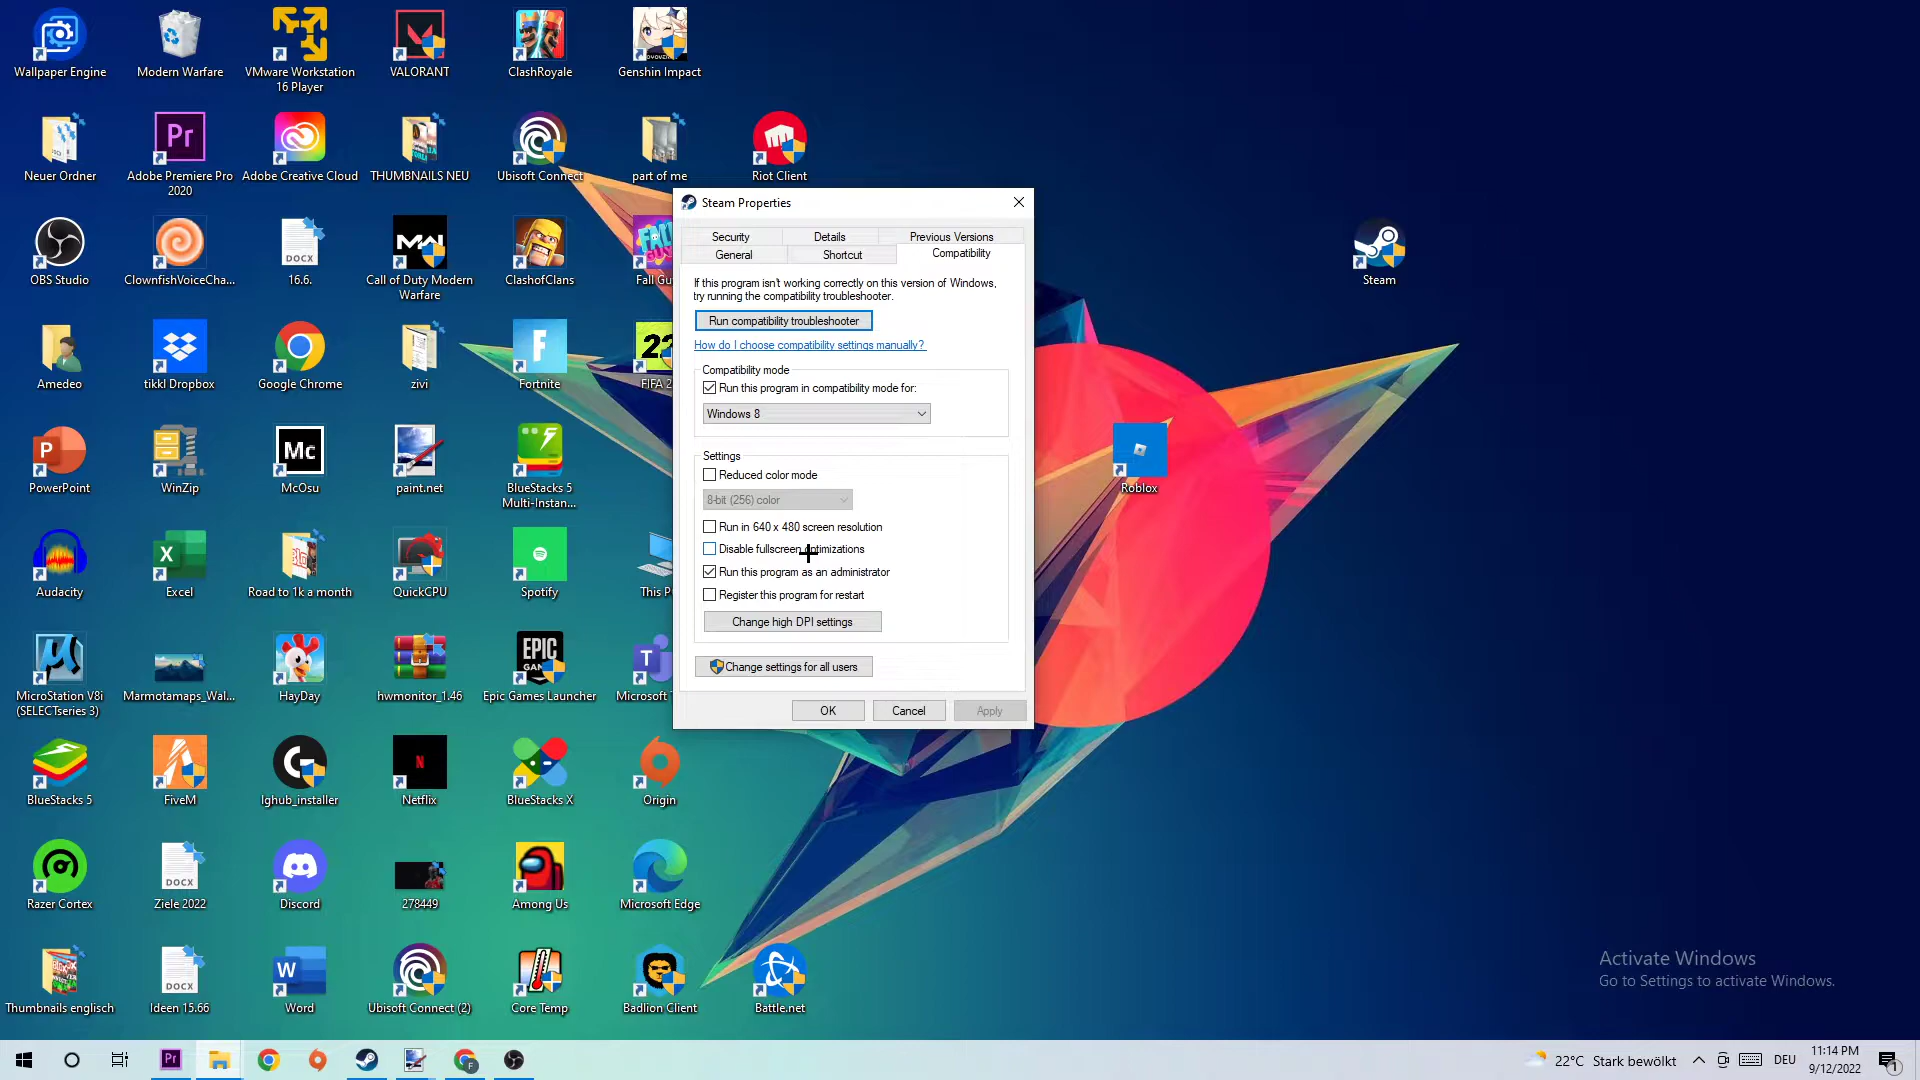 Wallpaper Engine
Modern Warfare
VMware Workstation
16 Player
VALORANT
ClashRoyale
Genshin Impact
Neuer Ordner
Adobe Premiere Pro
2020
Adobe Creative Cloud
THUMBNAILS NEU
Ubisoft Connect
part of me
Riot Client
OBS Studio
ClownfishVoiceCha...
16.6.
Call of Duty Modern
Warfare
ClashofClans
Fall Gu
Steam
Amedeo
tikkl Dropbox
Google Chrome
zivi
Fortnite
FIFA 2
PowerPoint
WinZip
McOsu
paint.net
BlueStacks 5
Multi-Instan...
Roblox
Audacity
Excel
Road to 1k a month
QuickCPU
Spotify
This P
MicroStation V8i
(SELECTseries 3)
Marmotamaps_Wal...
HayDay
hwmonitor_1.46
Epic Games Launcher
Microsoft T
BlueStacks 5
FiveM
lghub_installer
Netflix
BlueStacks X
Origin
Razer Cortex
Ziele 2022
Discord
278449
Among Us
Microsoft Edge
Thumbnails englisch
Ideen 15.66
Word
Ubisoft Connect (2)
Core Temp
Badlion Client
Battle.net
Steam Properties
Security
Details
Previous Versions
General
Shortcut
Compatibility
If this program isn't working correctly on this version of Windows,
try running the compatibility troubleshooter.
Run compatibility troubleshooter
How do I choose compatibility settings manually?
Compatibility mode
Run this program in compatibility mode for:
Windows 8
Settings
Reduced color mode
8-bit (256) color
Run in 640 x 480 screen resolution
Disable fullscreen optimizations
Run this program as an administrator
Register this program for restart
Change high DPI settings
Change settings for all users
OK
Cancel
Apply
Activate Windows
Go to Settings to activate Windows.
22°C Stark bewölkt
DEU
11:14 PM
9/12/2022
1